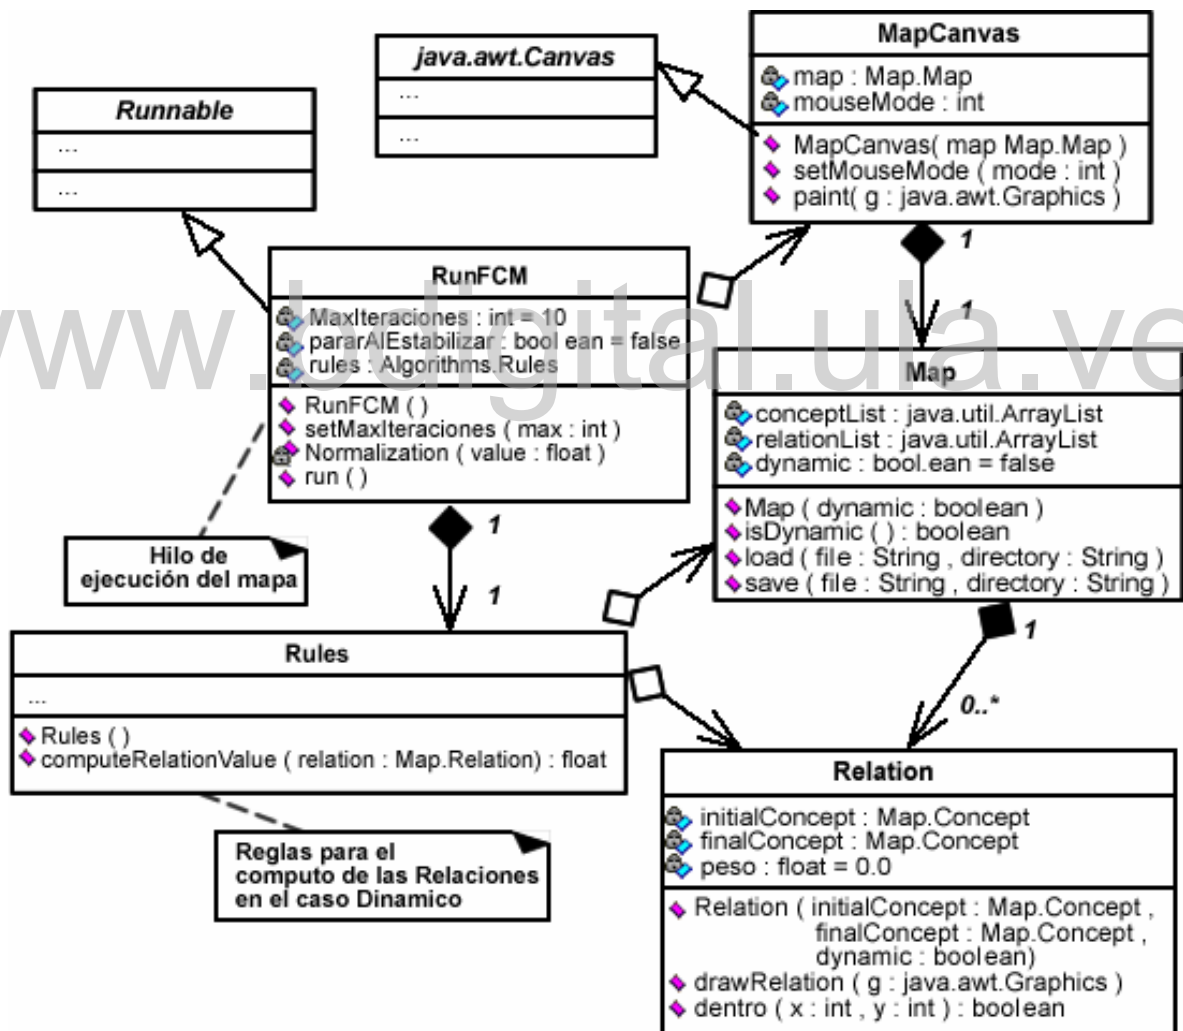 MapCanvas
map : Map.Map
mouseMode : int
MapCanvas( map Map.Map )
setMouseMode ( mode : int )
paint( g : java.awt.Graphics )
java.awt.Canvas
...
...
Runnable
...
...
RunFCM
MaxIteraciones : int = 10
pararAlEstabilizar : bool ean = false
rules : Algorithms.Rules
RunFCM ( )
setMaxIteraciones ( max : int )
Normalization ( value : float )
run ( )
1
1
www.bdigital.ula.ve
Map
conceptList : java.util.ArrayList
relationList : java.util.ArrayList
dynamic : bool.ean = false
Map ( dynamic : boolean )
isDynamic ( ) : boolean
load ( file : String , directory : String )
save ( file : String , directory : String )
Hilo de
ejecución del mapa
1
1
1
0..*
Rules
...
Rules ( )
computeRelationValue ( relation : Map.Relation) : float
Reglas para el
computo de las Relaciones
en el caso Dinamico
Relation
initialConcept : Map.Concept
finalConcept : Map.Concept
peso : float = 0.0
Relation ( initialConcept : Map.Concept ,
finalConcept : Map.Concept ,
dynamic : boolean)
drawRelation ( g : java.awt.Graphics )
dentro ( x : int , y : int ) : boolean